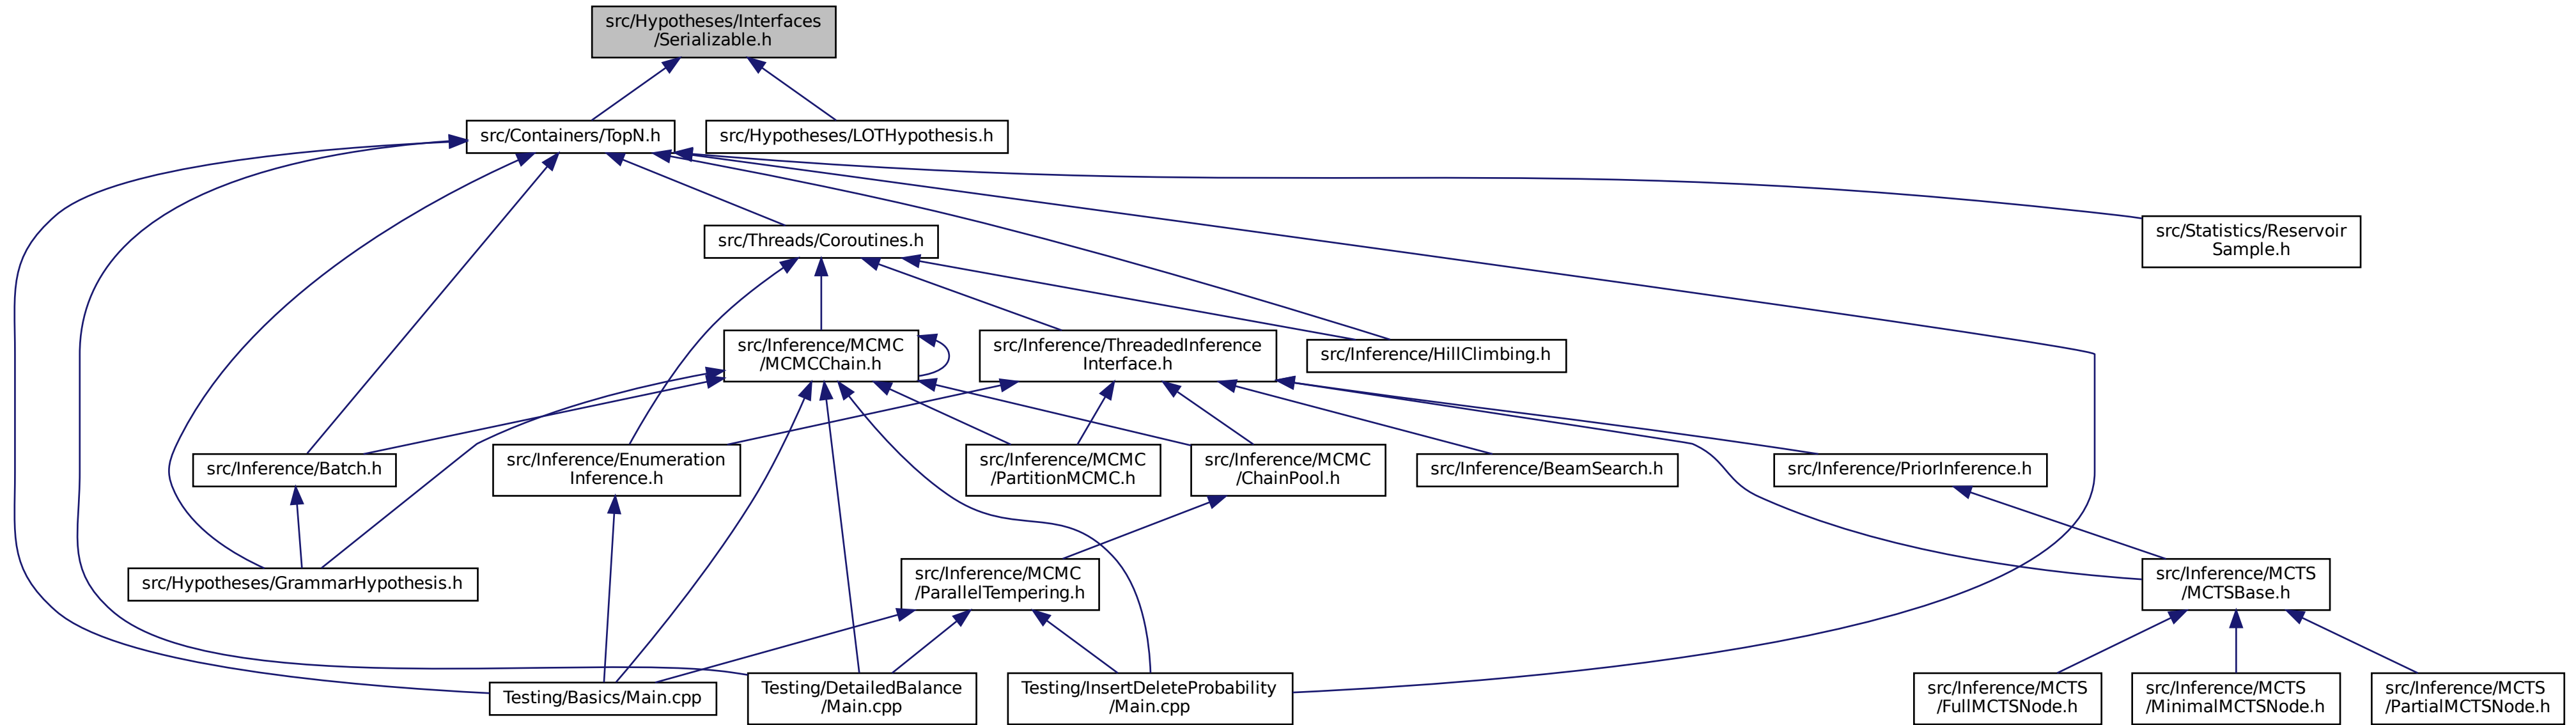 src/Hypotheses/Interfaces
/Serializable.h
src/Containers/TopN.h
src/Hypotheses/LOTHypothesis.h
src/Statistics/Reservoir
Sample.h
src/Threads/Coroutines.h
src/Inference/MCMC
/MCMCChain.h
src/Inference/ThreadedInference
Interface.h
src/Inference/HillClimbing.h
src/Inference/Batch.h
src/Inference/Enumeration
Inference.h
src/Inference/MCMC
/PartitionMCMC.h
src/Inference/MCMC
/ChainPool.h
src/Inference/BeamSearch.h
src/Inference/PriorInference.h
src/Hypotheses/GrammarHypothesis.h
src/Inference/MCMC
/ParallelTempering.h
src/Inference/MCTS
/MCTSBase.h
Testing/Basics/Main.cpp
Testing/DetailedBalance
/Main.cpp
Testing/InsertDeleteProbability
/Main.cpp
src/Inference/MCTS
/FullMCTSNode.h
src/Inference/MCTS
/MinimalMCTSNode.h
src/Inference/MCTS
/PartialMCTSNode.h